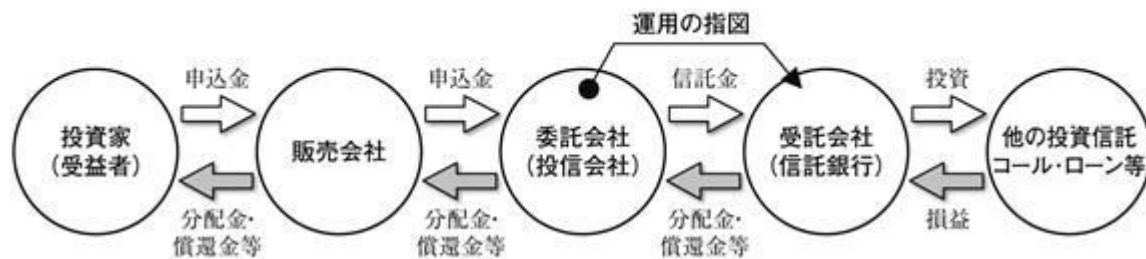 運用の指図
申込金
申込金
信託金
投資
投資家
(受益者)
販売会社
委託会社
(投信会社)
受託会社
(信託銀行)
他の投資信託
コール・ローン等
分配金・
償還金等
分配金・
償還金等
分配金・
償還金等
損益